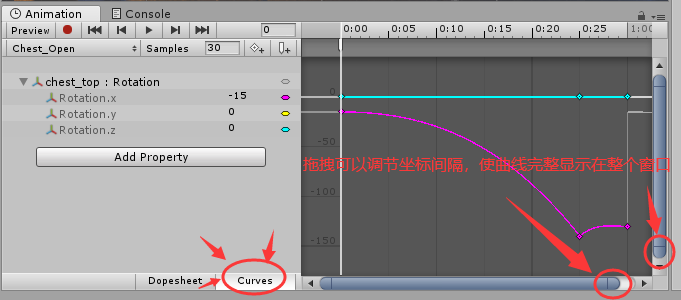 Animation Console
Preview 0 0:00 0:05 0:10 0:15 0:20 0:25 1:00
Chest_Open Samples 30
chest_top : Rotation
Rotation.x -15 0
Rotation.y 0
Rotation.z 0
-50
Add Property
拖拽可以调节坐标间隔，使曲线完整显示在整个窗口
-100
-150
Dopesheet Curves